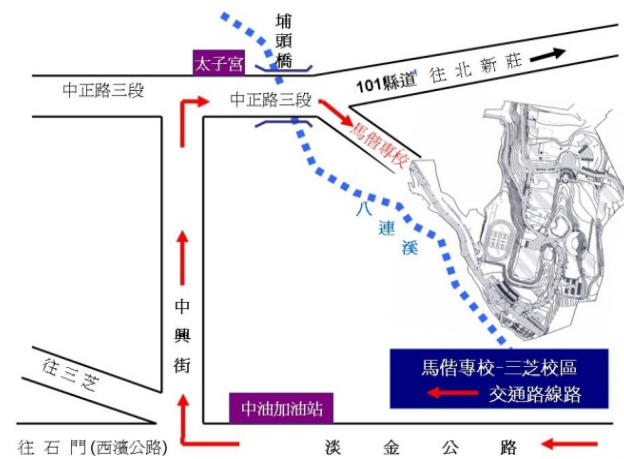 埔頭橋
太子宮
中正路三段
中正路三段
101縣道 往北新莊
馬偕專校
八連溪
中興街
往三芝
馬偕專校-三芝校區
交通路線路
中油加油站
往石門(西濱公路)
淡金公路